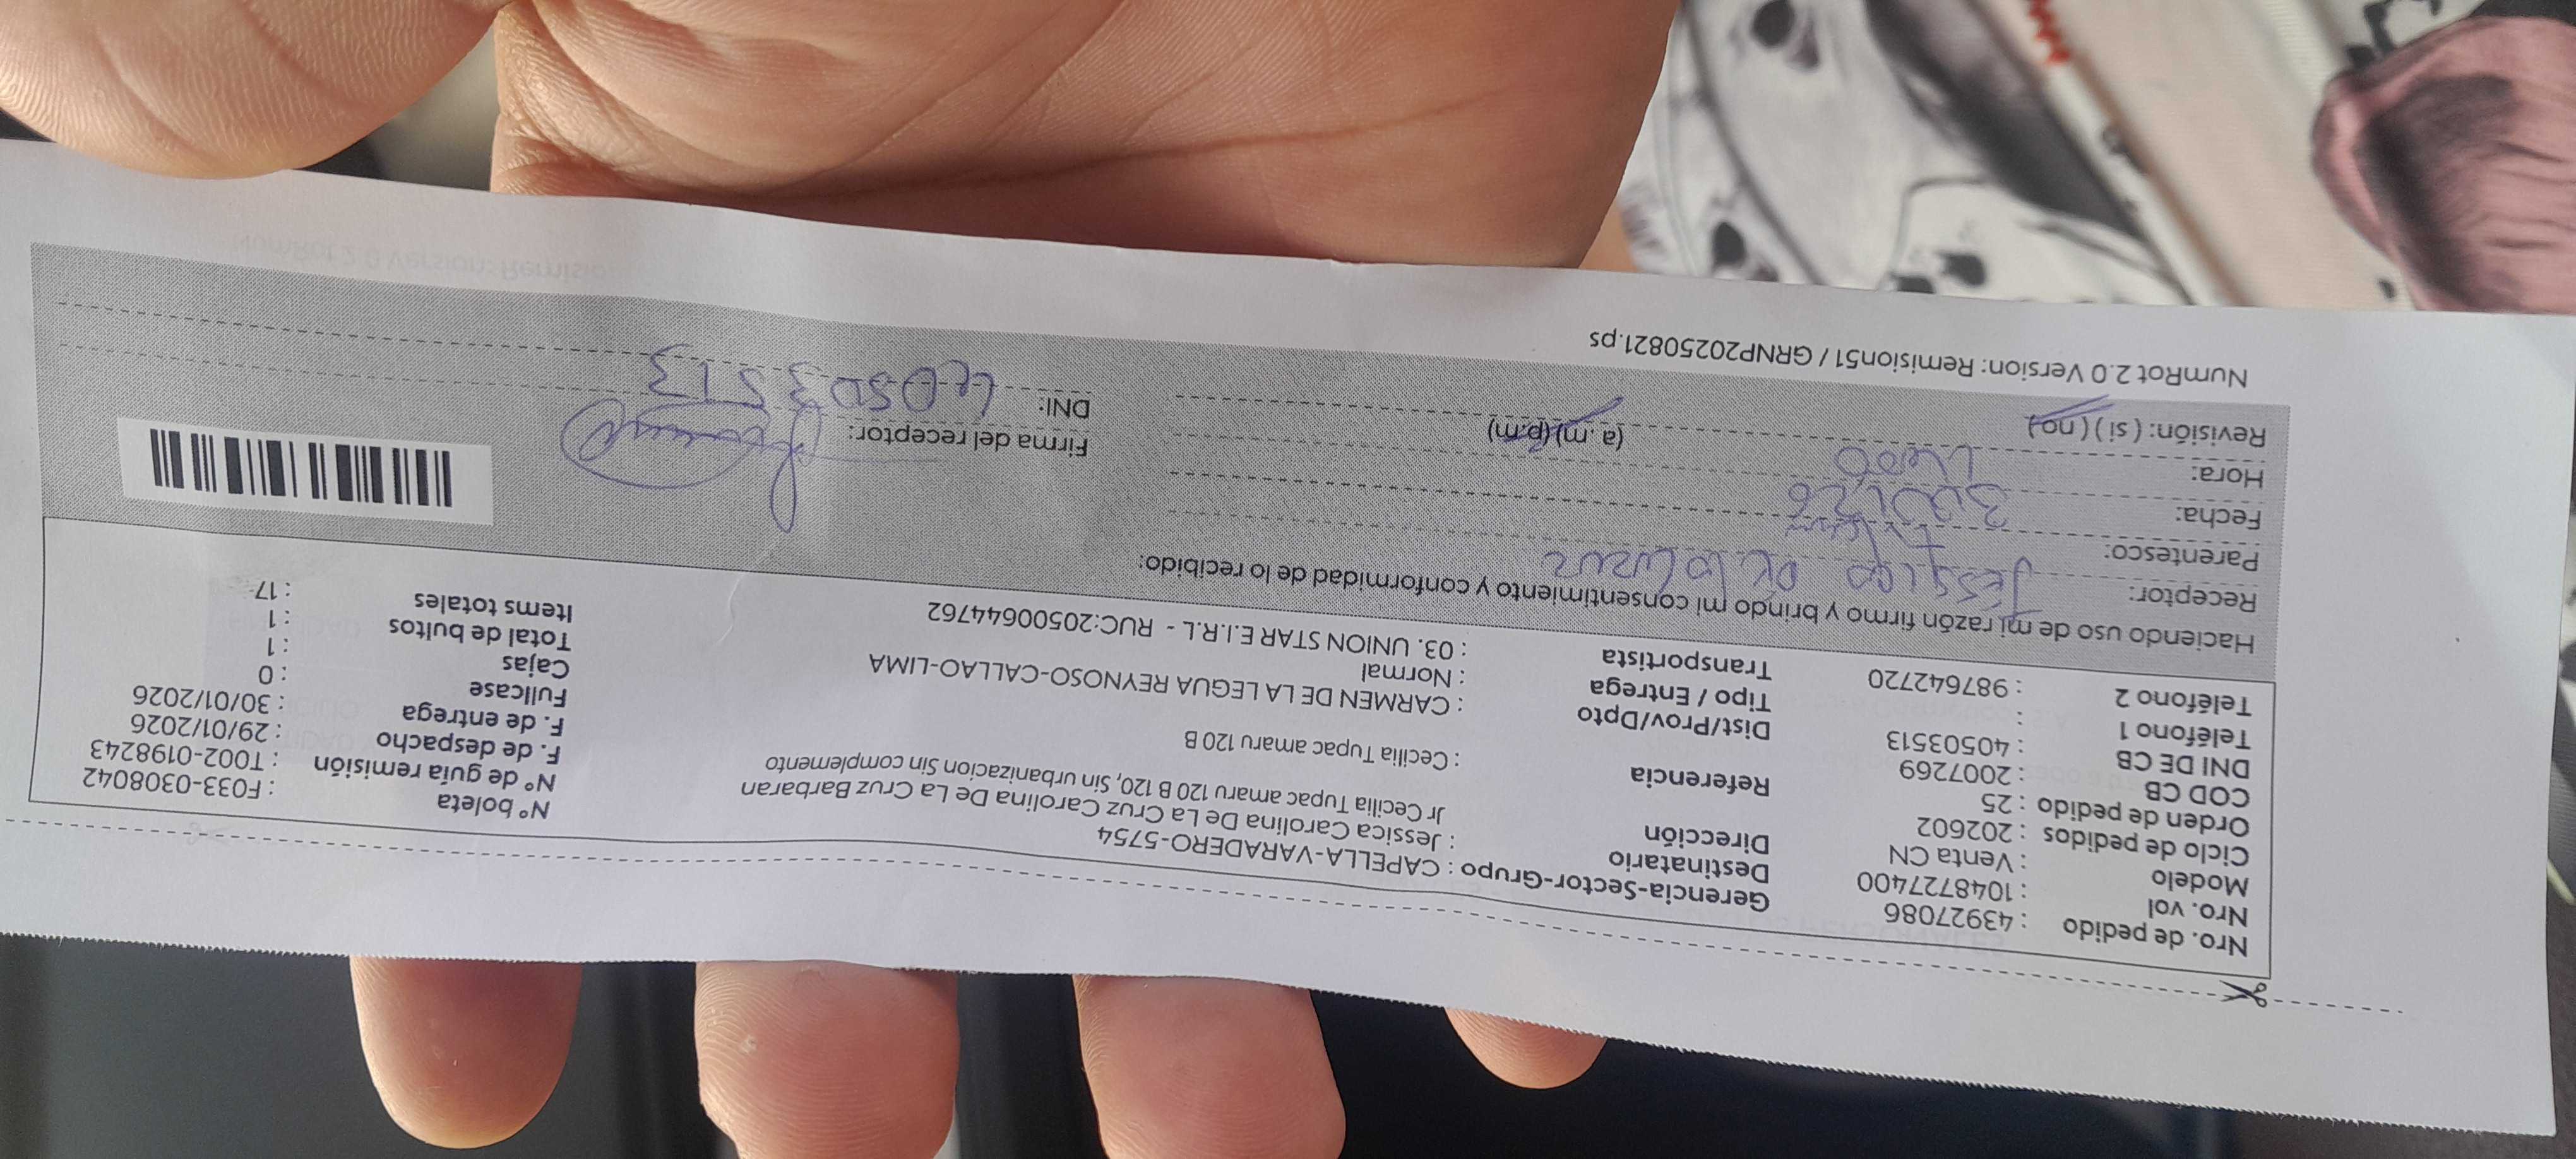 Nro. de pedido : 43927086
Nro. vol : 1048727400
Modelo : Venta CN
Ciclo de pedidos : 202602
Orden de pedido : 25
COD CB : 2007269
DNI DE CB : 40503513
Teléfono 1 :
Teléfono 2 : 987642720
Gerencia-Sector-Grupo : CAPELLA-VARADERO-5754
Destinatario : Jessica Carolina De La Cruz Carolina De La Cruz Barbaran
Dirección Jr Cecilia Tupac amaru 120 B 120, Sin urbanizacion Sin complemento
Referencia : Cecilia Tupac amaru 120 B
Dist/Prov/Dpto : CARMEN DE LA LEGUA REYNOSO-CALLAO-LIMA
Tipo / Entrega : Normal
Transportista : 03. UNION STAR E.I.R.L - RUC:20500644762
Nº boleta : F033-0308042
Nº de guía remisión : T002-0198243
F. de despacho : 29/01/2026
F. de entrega : 30/01/2026
Fullcase : 0
Cajas : 1
Total de bultos : 1
Items totales : 17
Haciendo uso de mi razón firmo y brindo mi consentimiento y conformidad de lo recibido:
Receptor:
Parentesco:
Fecha:
Hora: (a. m) (p.m)
Revisión: (si) (no)
Firma del receptor:
DNI: 40503513
NumRot 2.0 Version: Remision51 / GRNP20250821.ps